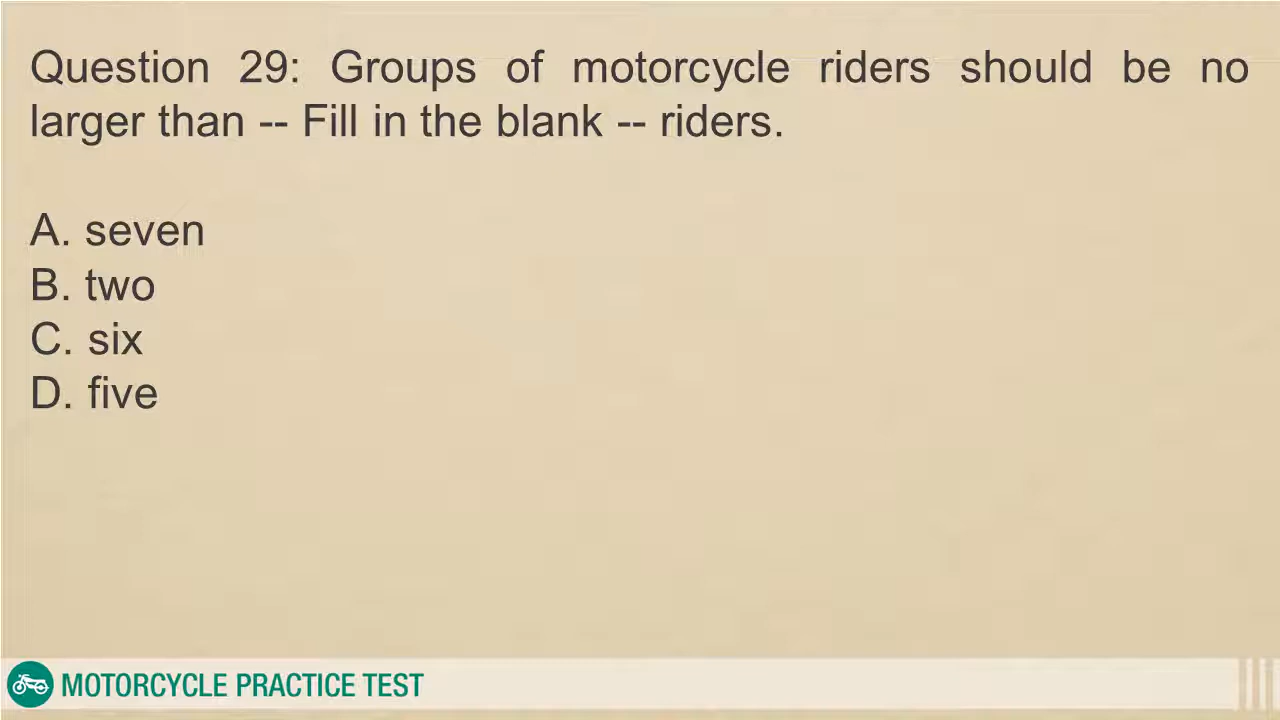 Question 29: Groups of motorcycle riders should be no
larger than -- Fill in the blank -- riders.
A. seven
B. two
C. six
D. five
MOTORCYCLE PRACTICE TEST